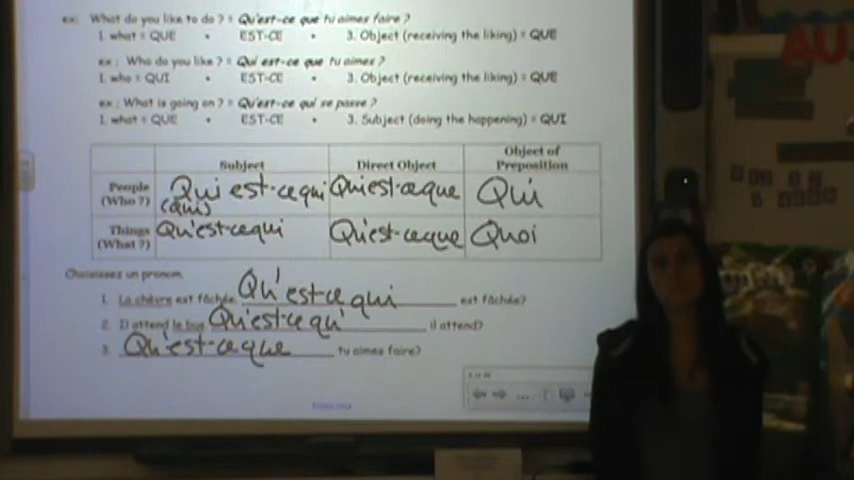 ex: What do you like to do ? = Qu'est-ce que tu aimes faire ?
1. what = QUE • EST-CE • 3. Object (receiving the liking) = QUE
ex : Who do you like ? = Qui est-ce que tu aimes ?
1. who = QUI • EST-CE • 3. Object (receiving the liking) = QUE
ex : What is going on ? = Qu'est-ce qui se passe ?
1. what = QUE • EST-CE • 3. Subject (doing the happening) = QUI
Subject Direct Object Object of Preposition
People (Who ?) Qui est-ce qui (Qui) Qui est-ce que Qui
Things (What ?) Qu'est-ce qui Qu'est-ce que Quoi
Choisissez un pronom.
1. La chèvre est fâchée. Qu'est-ce qui est fâchée?
2. Il attend le bus. Qu'est-ce qu' il attend?
3. Qu'est-ce que tu aimes faire?
AU